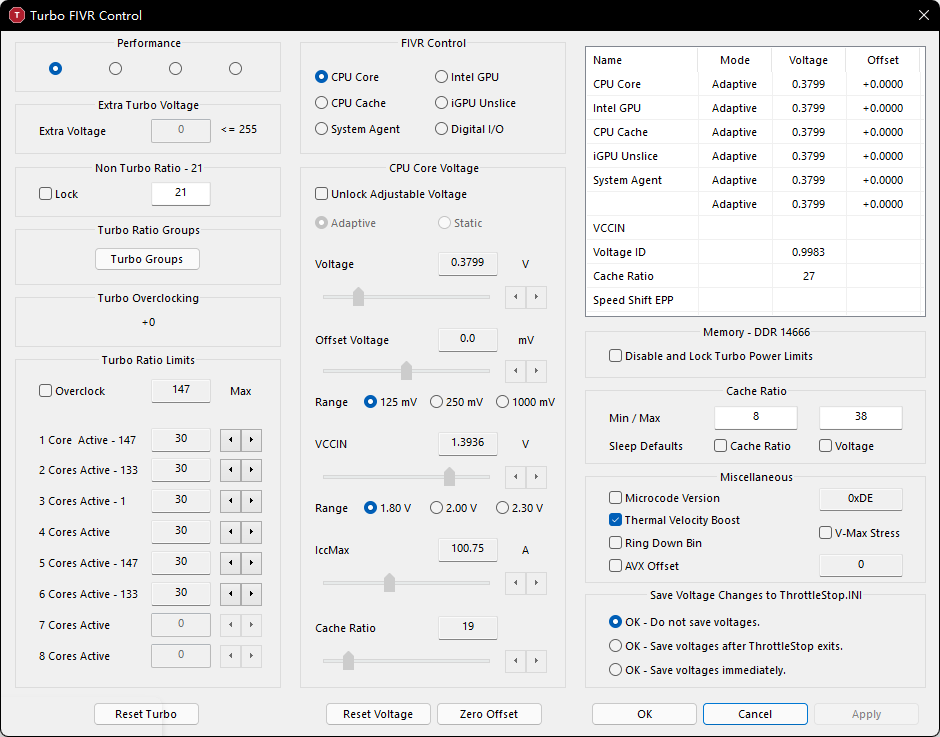 Turbo FIVR Control
Performance
Extra Turbo Voltage
Extra Voltage 0 <= 255
Non Turbo Ratio - 21
Lock 21
Turbo Ratio Groups
Turbo Groups
Turbo Overclocking
+0
Turbo Ratio Limits
Overclock 147 Max
1 Core Active - 147 30
2 Cores Active - 133 30
3 Cores Active - 1 30
4 Cores Active 30
5 Cores Active - 147 30
6 Cores Active - 133 30
7 Cores Active 0
8 Cores Active 0
Reset Turbo
FIVR Control
CPU Core Intel GPU
CPU Cache iGPU Unslice
System Agent Digital I/O
CPU Core Voltage
Unlock Adjustable Voltage
Adaptive Static
Voltage 0.3799 V
Offset Voltage 0.0 mV
Range 125 mV 250 mV 1000 mV
VCCIN 1.3936 V
Range 1.80 V 2.00 V 2.30 V
IccMax 100.75 A
Cache Ratio 19
Reset Voltage Zero Offset
Name Mode Voltage Offset
CPU Core Adaptive 0.3799 +0.0000
Intel GPU Adaptive 0.3799 +0.0000
CPU Cache Adaptive 0.3799 +0.0000
iGPU Unslice Adaptive 0.3799 +0.0000
System Agent Adaptive 0.3799 +0.0000
Adaptive 0.3799 +0.0000
VCCIN
Voltage ID 0.9983
Cache Ratio 27
Speed Shift EPP
Memory - DDR 14666
Disable and Lock Turbo Power Limits
Cache Ratio
Min / Max 8 38
Sleep Defaults Cache Ratio Voltage
Miscellaneous
Microcode Version 0xDE
Thermal Velocity Boost
V-Max Stress
Ring Down Bin
AVX Offset 0
Save Voltage Changes to ThrottleStop.INI
OK - Do not save voltages.
OK - Save voltages after ThrottleStop exits.
OK - Save voltages immediately.
OK Cancel Apply